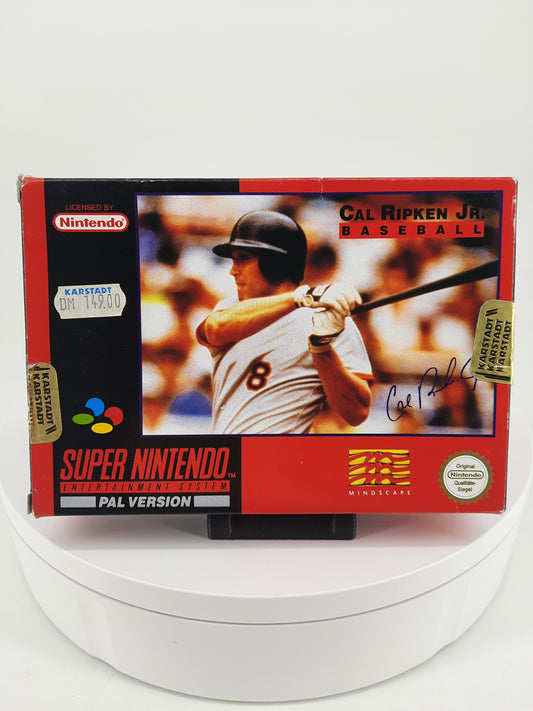 LICENSED BY
Nintendo
KARSTADT
DM 149.00
CAL RIPKEN JR.
BASEBALL
8
KARSTADT
KARSTADT
KARSTADT
KARSTADT
KARSTADT
SUPER NINTENDO™
ENTERTAINMENT SYSTEM
PAL VERSION
MINDSCAPE
Original
Nintendo
Qualitäts-
Siegel